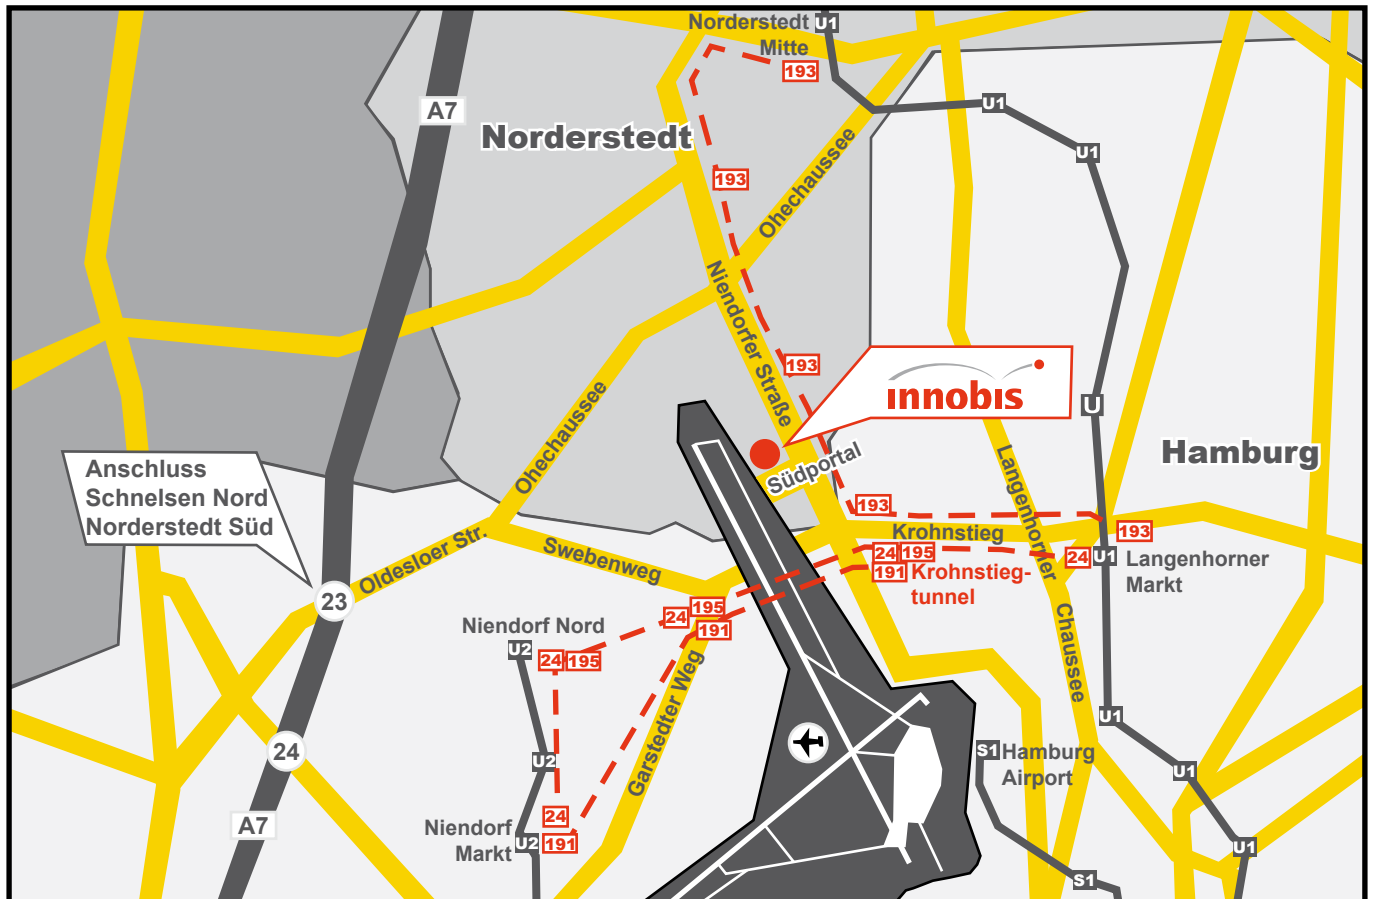 Norderstedt
Mitte
U1
193
A7
U1
Norderstedt
U1
193
Ohechaussee
Niendorfer Straße
193
innobis
U
Ohechaussee
Hamburg
Südportal
Langenhorner
Chaussee
Anschluss
Schnelsen Nord
Norderstedt Süd
193
Krohnstieg
193
Oldesloer Str.
Swebenweg
24
195
24
U1
Langenhorner
Markt
191
Krohnstieg-
tunnel
23
195
24
191
Niendorf Nord
U2
24
195
Garstedter Weg
U1
24
S1
Hamburg
Airport
U2
U1
A7
24
Niendorf
Markt
U2
191
U1
S1